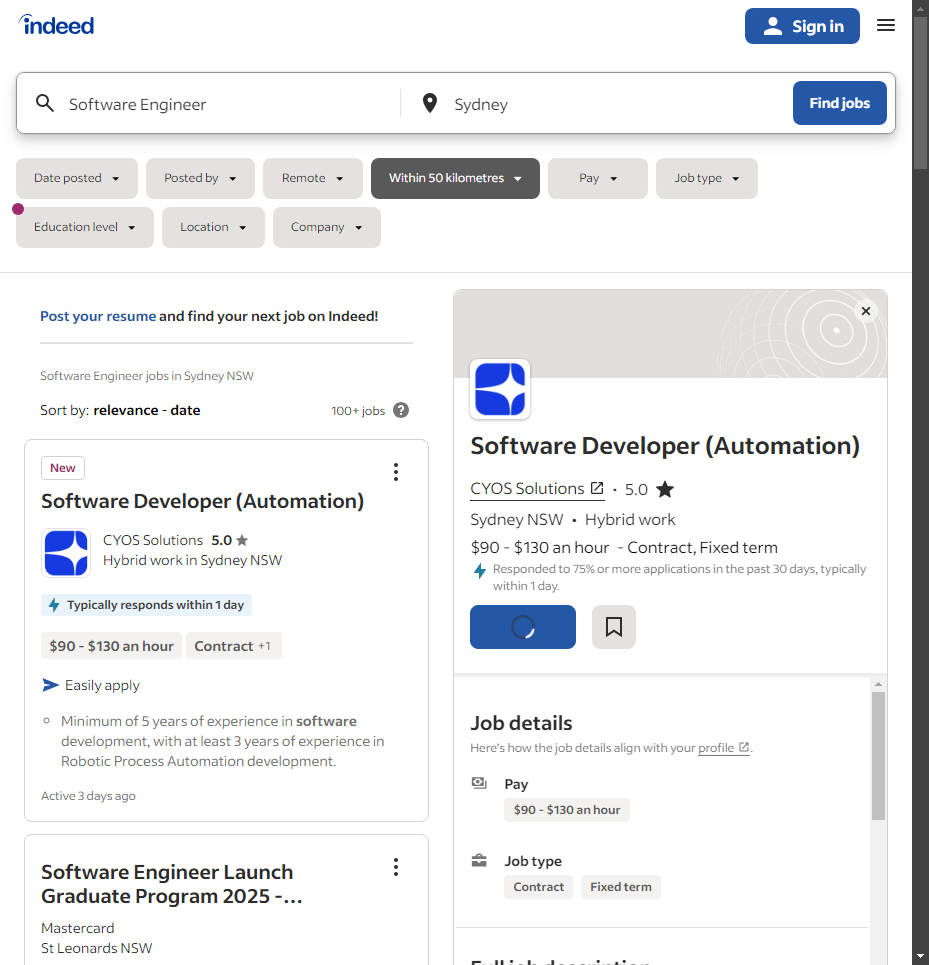 indeed
Sign in
Software Engineer
Sydney
Find jobs
Date posted
Posted by
Remote
Within 50 kilometres
Pay
Job type
Education level
Location
Company
Post your resume and find your next job on Indeed!
Software Engineer jobs in Sydney NSW
Sort by: relevance - date
100+ jobs ?
New
Software Developer (Automation)
CYOS Solutions 5.0
Hybrid work in Sydney NSW
Typically responds within 1 day
$90 - $130 an hour
Contract +1
Easily apply
Minimum of 5 years of experience in software
development, with at least 3 years of experience in
Robotic Process Automation development.
Active 3 days ago
Software Engineer Launch
Graduate Program 2025 -...
Mastercard
St Leonards NSW
Software Developer (Automation)
CYOS Solutions · 5.0
Sydney NSW • Hybrid work
$90 - $130 an hour - Contract, Fixed term
Responded to 75% or more applications in the past 30 days, typically
within 1 day.
Job details
Here's how the job details align with your profile.
Pay
$90 - $130 an hour
Job type
Contract
Fixed term
Full job description